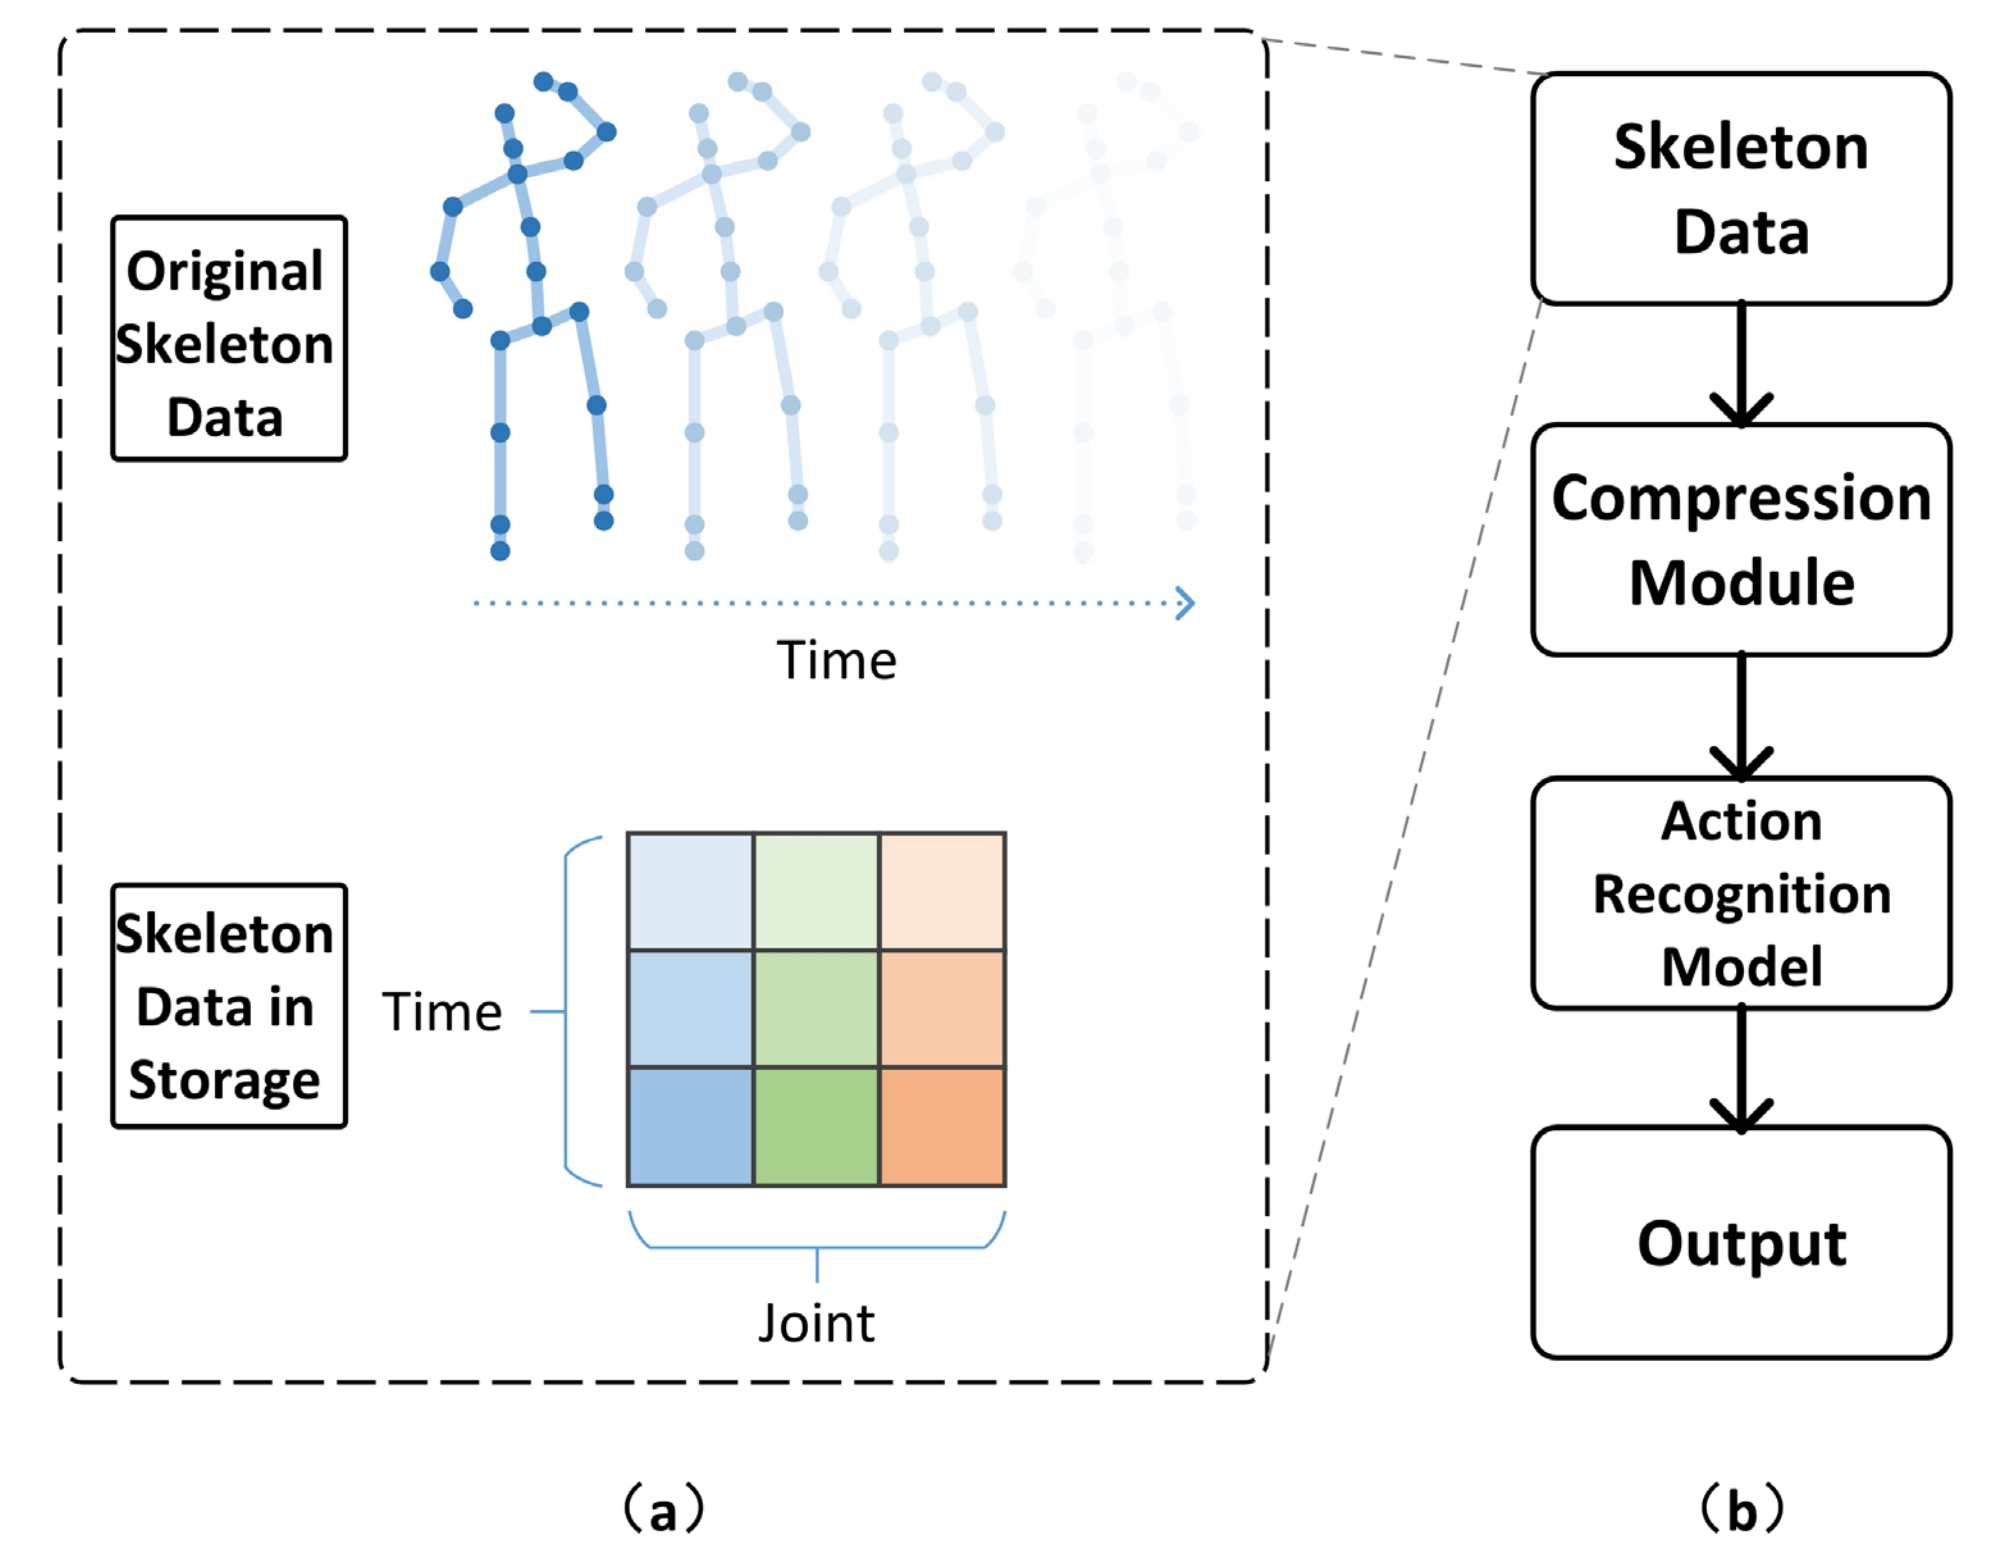 Original
Skeleton
Data
Time
Skeleton
Data in
Storage
Time
Joint
(a)
Skeleton
Data
Compression
Module
Action
Recognition
Model
Output
(b)